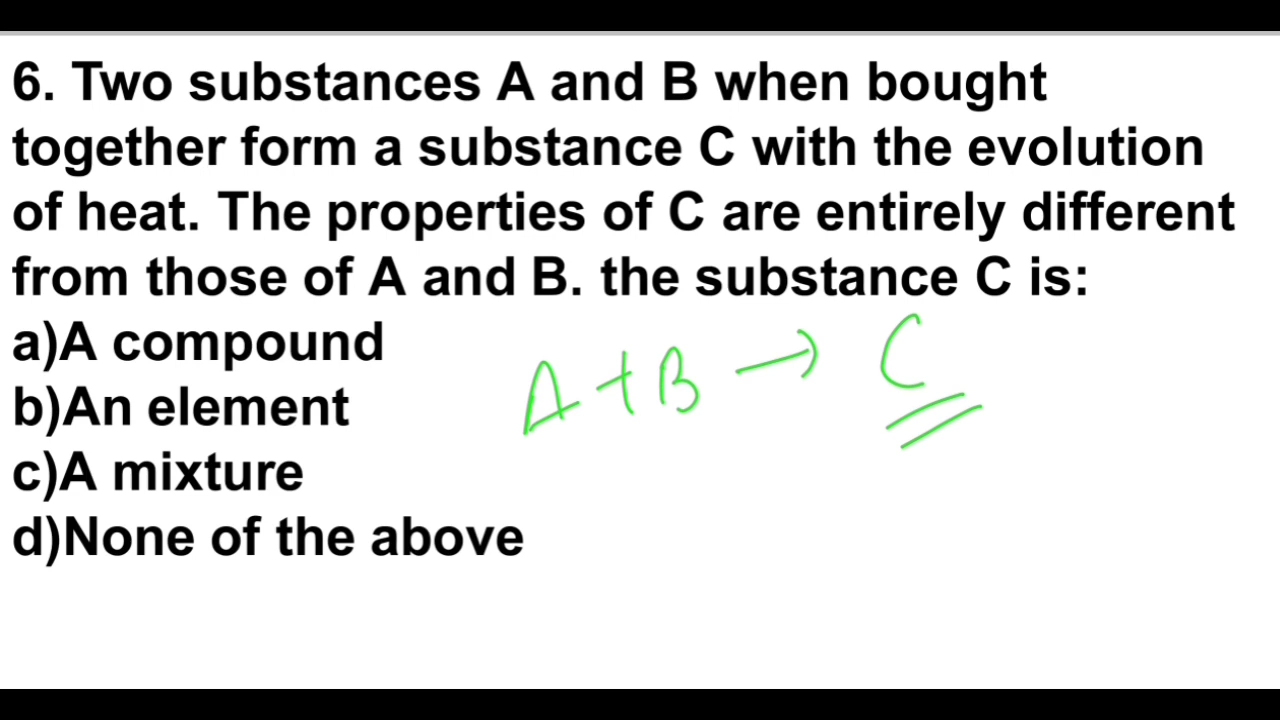 6. Two substances A and B when bought
together form a substance C with the evolution
of heat. The properties of C are entirely different
from those of A and B. the substance C is:
a)A compound
b)An element
c)A mixture
d)None of the above
A + B → C